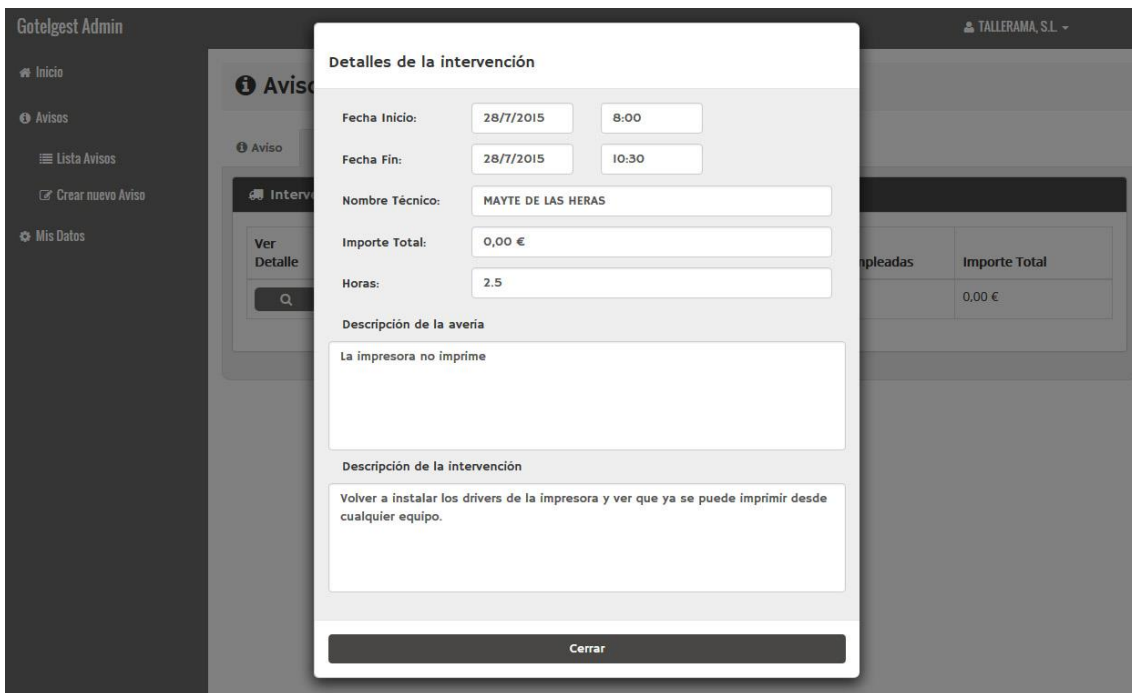 Gotelgest Admin
TALLERAMA, S.L.
Inicio
Avisos
Lista Avisos
Crear nuevo Aviso
Mis Datos
Aviso
Ver
Detalle
Importe Total
0,00 €
Detalles de la intervención
Fecha Inicio: 28/7/2015 8:00
Fecha Fin: 28/7/2015 10:30
Nombre Técnico: MAYTE DE LAS HERAS
Importe Total: 0,00 €
Horas: 2.5
Descripción de la avería
La impresora no imprime
Descripción de la intervención
Volver a instalar los drivers de la impresora y ver que ya se puede imprimir desde
cualquier equipo.
Cerrar